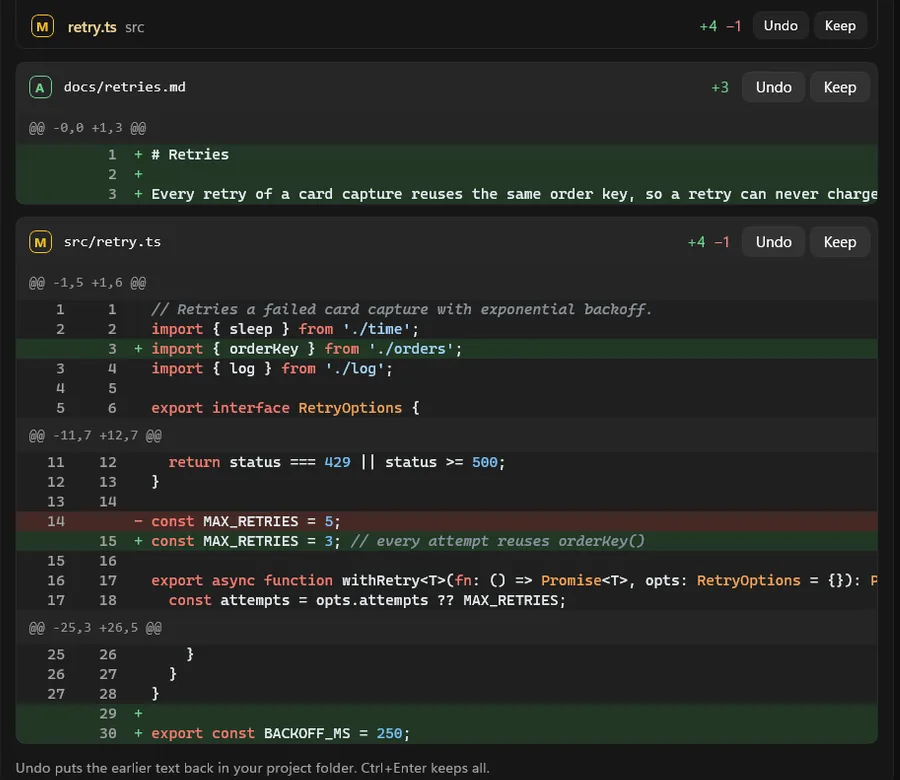 M retry.ts src +4 −1 Undo Keep
A docs/retries.md +3 Undo Keep
@@ -0,0 +1,3 @@
1 + # Retries
2 +
3 + Every retry of a card capture reuses the same order key, so a retry can never charge
M src/retry.ts +4 −1 Undo Keep
@@ -1,5 +1,6 @@
1 1 // Retries a failed card capture with exponential backoff.
2 2 import { sleep } from './time';
3 + import { orderKey } from './orders';
3 4 import { log } from './log';
4 5
5 6 export interface RetryOptions {
@@ -11,7 +12,7 @@
11 12 return status === 429 || status >= 500;
12 13 }
13 14
14 − const MAX_RETRIES = 5;
15 + const MAX_RETRIES = 3; // every attempt reuses orderKey()
15 16
16 17 export async function withRetry<T>(fn: () => Promise<T>, opts: RetryOptions = {}): P
17 18 const attempts = opts.attempts ?? MAX_RETRIES;
@@ -25,3 +26,5 @@
25 26 }
26 27 }
27 28 }
29 +
30 + export const BACKOFF_MS = 250;
Undo puts the earlier text back in your project folder. Ctrl+Enter keeps all.